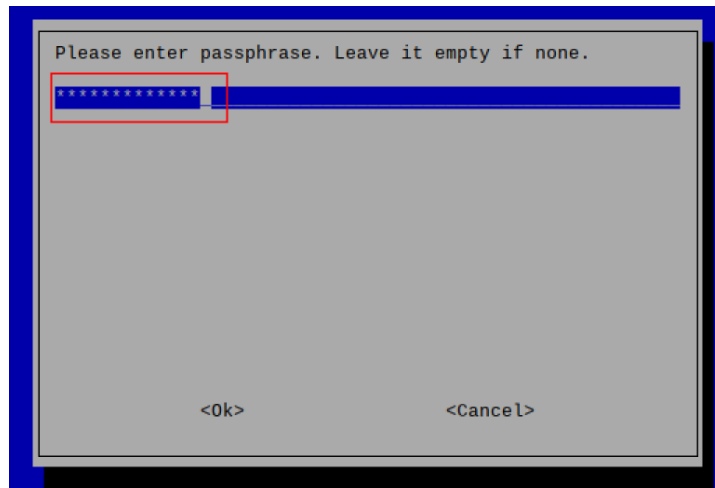 Please enter passphrase. Leave it empty if none.
*************
<Ok> <Cancel>